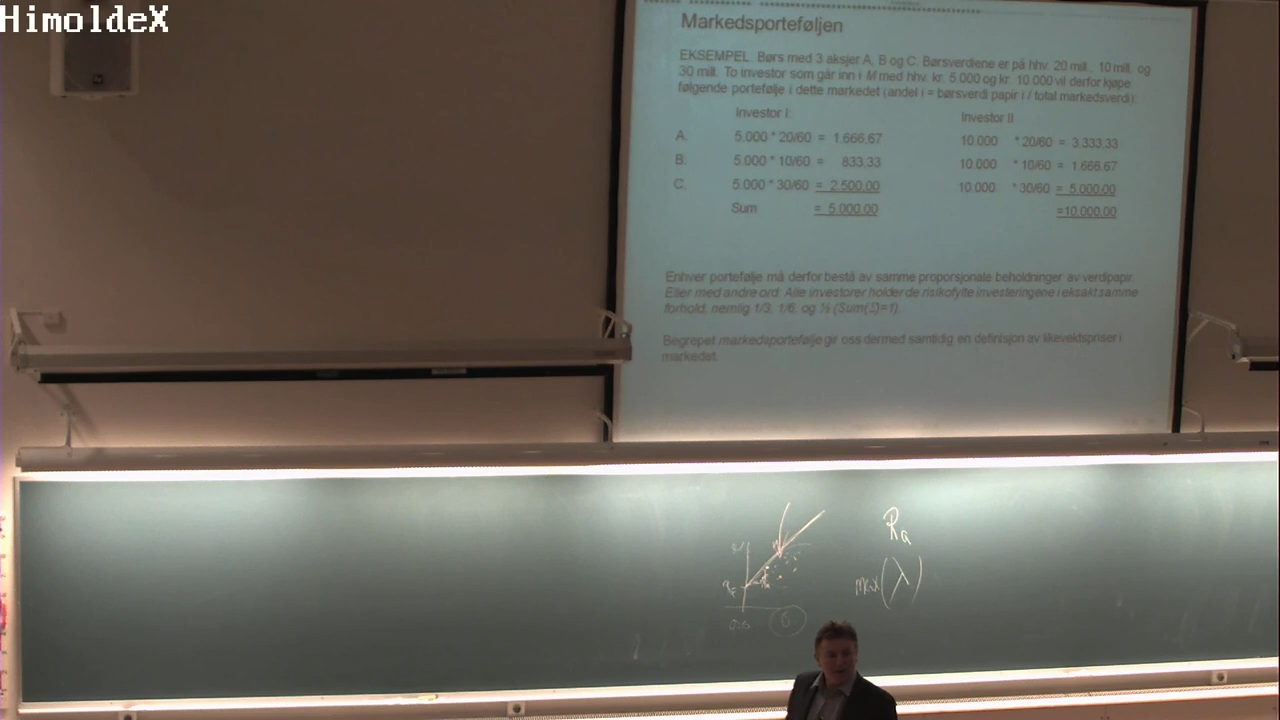 HimoldeX
Markedsporteføljen
EKSEMPEL: Børs med 3 aksjer A, B og C. Børsverdiene er på hhv. 20 mill., 10 mill. og
30 mill. To investor som går inn i M med hhv. kr. 5.000 og kr. 10 000 vil derfor kjøpe
følgende portefølje i dette markedet (andel i = børsverdi papir i / total markedsverdi):
Investor I: Investor II
A. 5.000 * 20/60 = 1.666,67 10.000 * 20/60 = 3.333,33
B. 5.000 * 10/60 = 833,33 10.000 * 10/60 = 1.666,67
C. 5.000 * 30/60 = 2.500,00 10.000 * 30/60 = 5.000,00
Sum = 5.000,00 =10.000,00
Enhver portefølje må derfor bestå av samme proporsjonale beholdninger av verdipapir.
Eller med andre ord: Alle investorer holder de risikofylte investeringene i eksakt samme
forhold, nemlig 1/3, 1/6, og ½ (Sum(Σ)=1).
Begrepet markedsportefølje gir oss dermed samtidig en definisjon av likevektspriser i
markedet.
Ra
max(λ)
σ